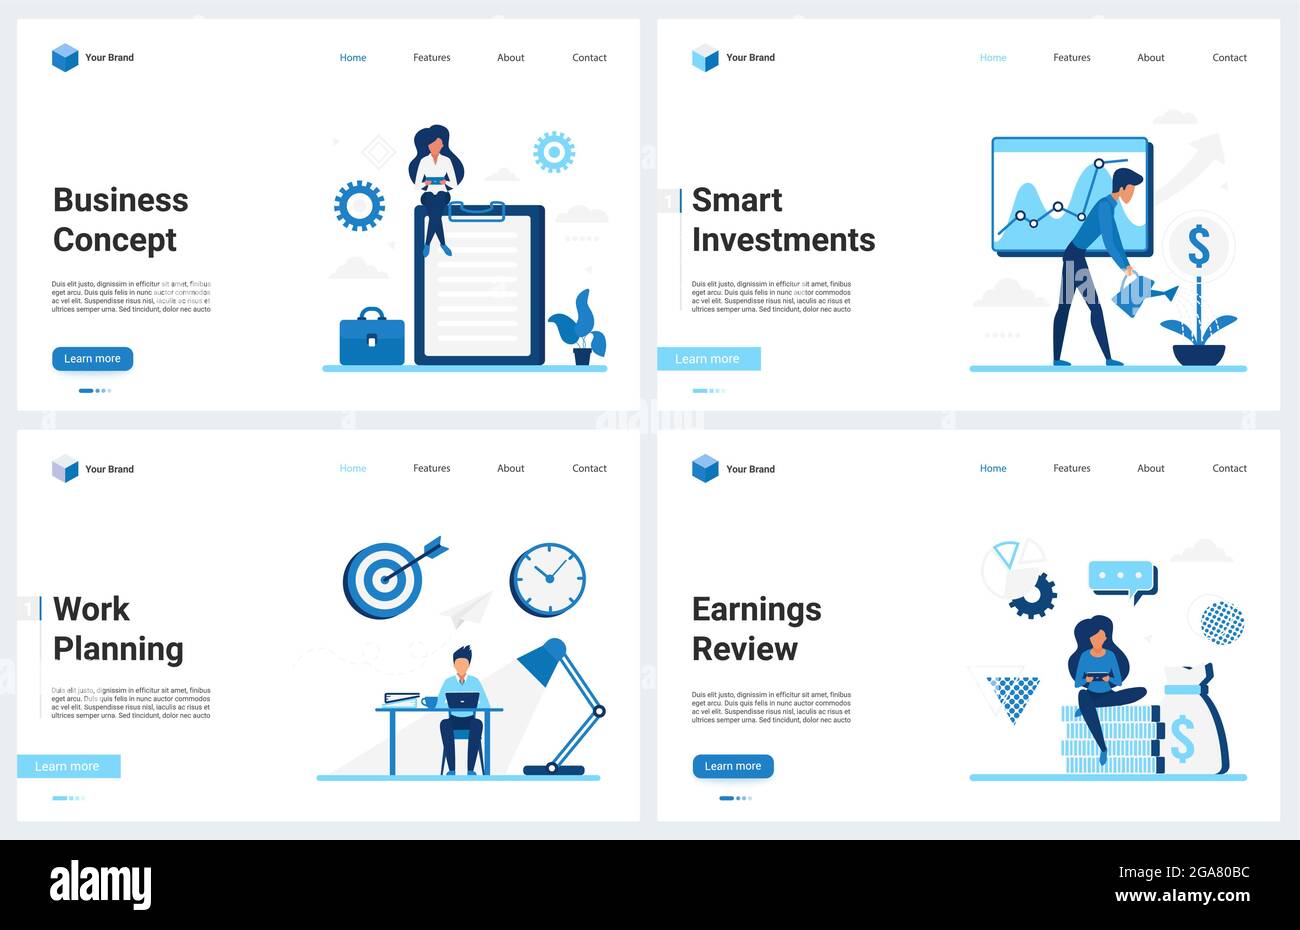 Your Brand
Home
Features
About
Contact
Business
Concept
Duis elit justo, dignissim in efficitur sit amet, finibus
eget arcu. Duis quis felis in nunc auctor commodos
ac vel elit. Suspendisse risus nisl, iaculis ac risus et
ultrices semper urna. Sed tincidunt, dolor nec aucto
Learn more
Your Brand
Home
Features
About
Contact
1
Smart
Investments
Duis elit justo, dignissim in efficitur sit amet, finibus
eget arcu. Duis quis felis in nunc auctor commodos
ac vel elit. Suspendisse risus nisl, iaculis ac risus et
ultrices semper urna. Sed tincidunt, dolor nec aucto
Learn more
$
Your Brand
Home
Features
About
Contact
1
Work
Planning
Duis elit justo, dignissim in efficitur sit amet, finibus
eget arcu. Duis quis felis in nunc auctor commodos
ac vel elit. Suspendisse risus nisl, iaculis ac risus et
ultrices semper urna. Sed tincidunt, dolor nec aucto
Learn more
Your Brand
Home
Features
About
Contact
Earnings
Review
Duis elit justo, dignissim in efficitur sit amet, finibus
eget arcu. Duis quis felis in nunc auctor commodos
ac vel elit. Suspendisse risus nisl, iaculis ac risus et
ultrices semper urna. Sed tincidunt, dolor nec aucto
Learn more
$
alamy
Image ID: 2GA80BC
www.alamy.com